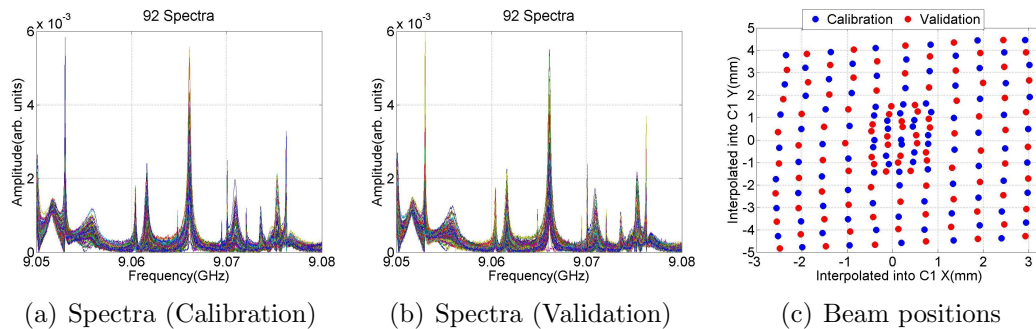 92 Spectra
6 x 10⁻³
Amplitude(arb. units)
4
2
0
9.05 9.06 9.07 9.08
Frequency(GHz)
(a) Spectra (Calibration)
92 Spectra
6 x 10⁻³
Amplitude(arb. units)
4
2
0
9.05 9.06 9.07 9.08
Frequency(GHz)
(b) Spectra (Validation)
Calibration Validation
Interpolated into C1 Y(mm)
5
4
3
2
1
0
-1
-2
-3
-4
-5
-3 -2 -1 0 1 2 3
Interpolated into C1 X(mm)
(c) Beam positions